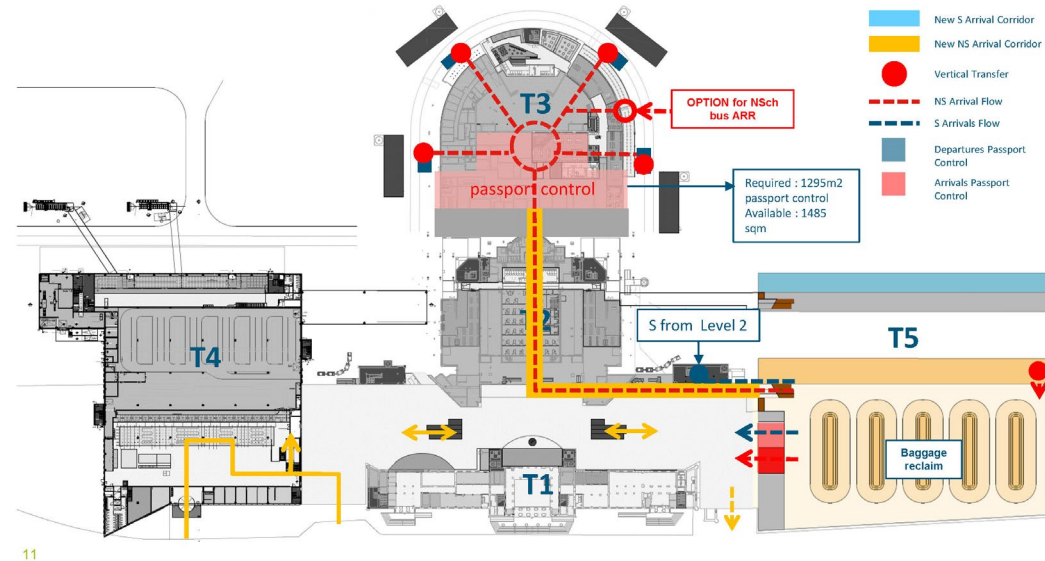 New S Arrival Corridor
New NS Arrival Corridor
Vertical Transfer
NS Arrival Flow
S Arrivals Flow
Departures Passport
Control
Arrivals Passport
Control
T3
OPTION for NSch
bus ARR
passport control
Required : 1295m2
passport control
Available : 1485
sqm
S from Level 2
T4
T5
T1
Baggage
reclaim
11